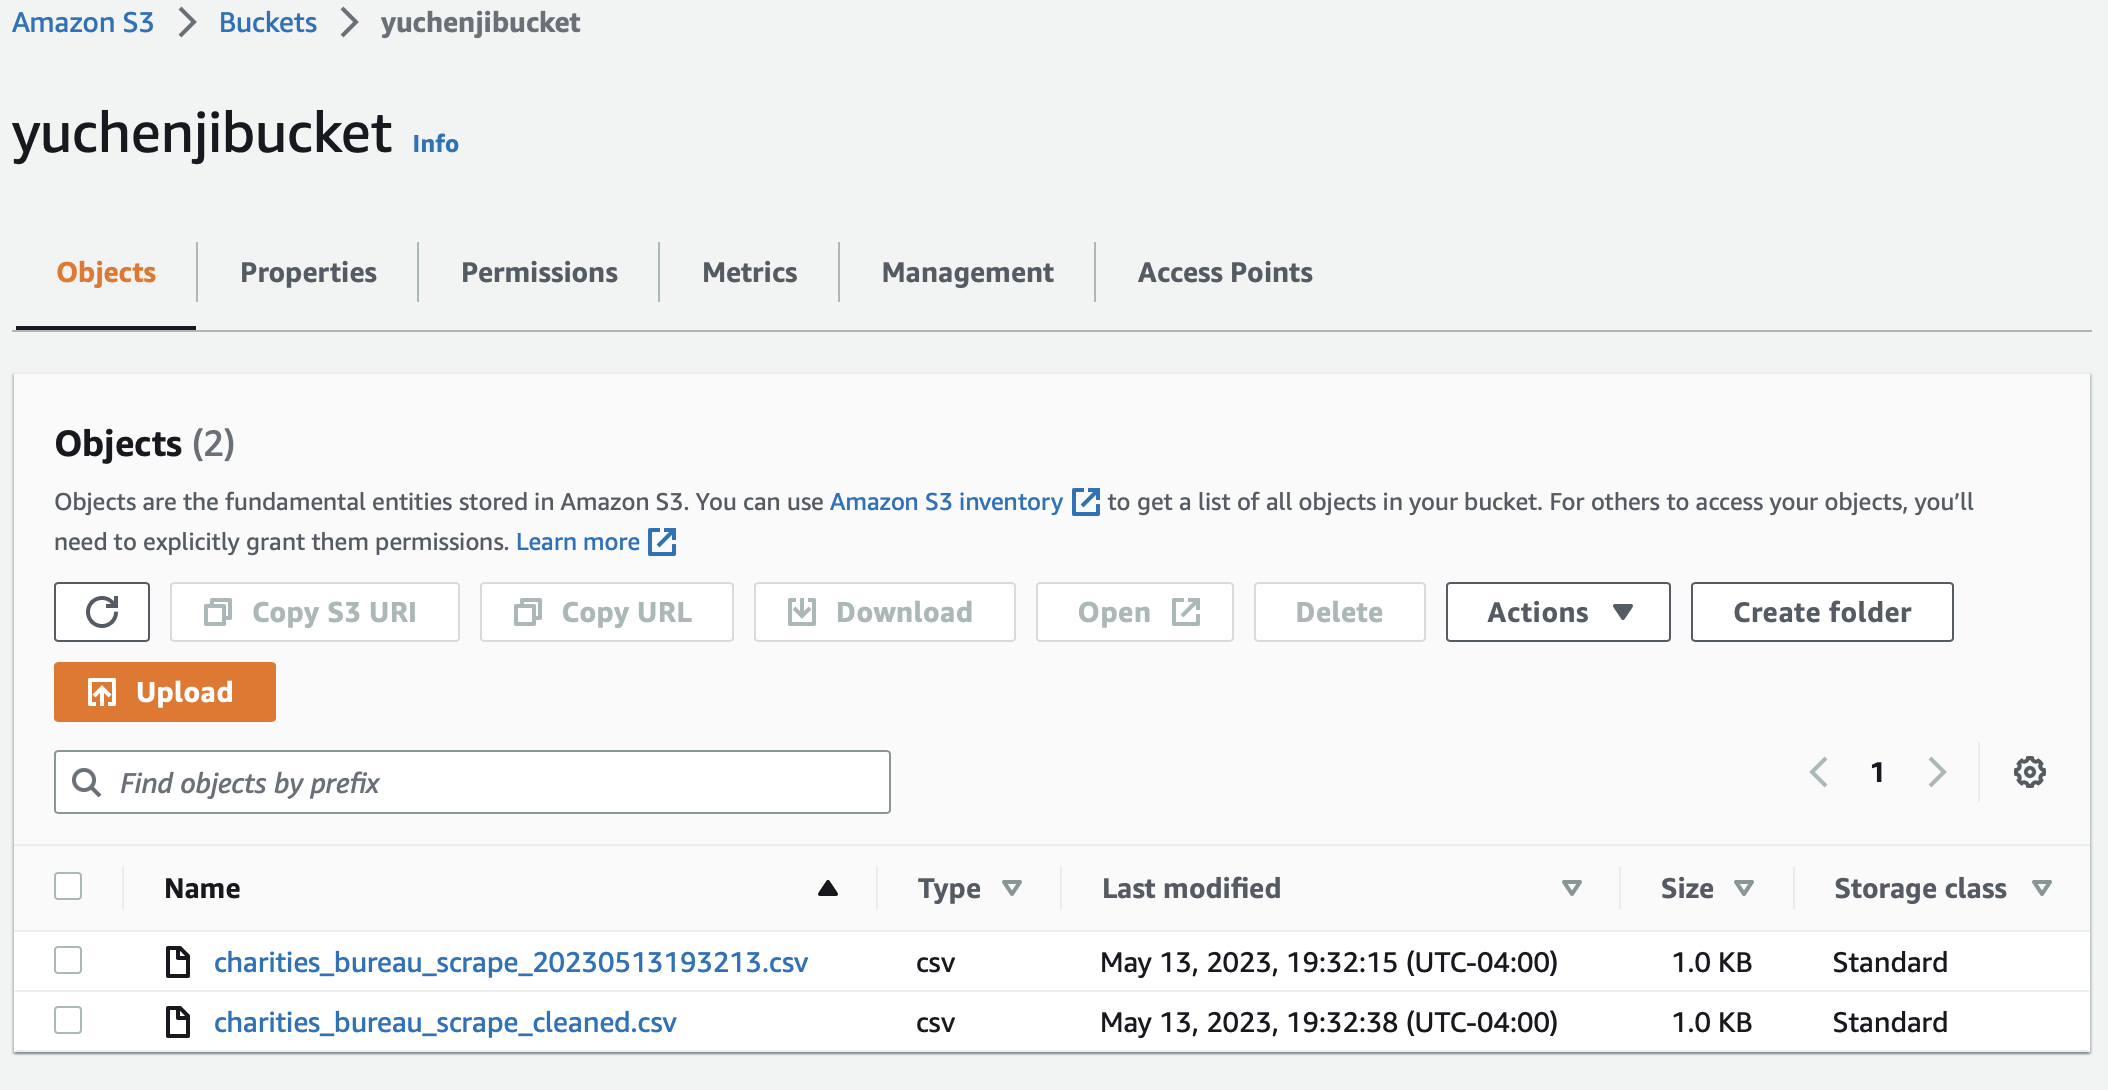 Amazon S3 > Buckets > yuchenjibucket
yuchenjibucket Info
Objects Properties Permissions Metrics Management Access Points
Objects (2)
Objects are the fundamental entities stored in Amazon S3. You can use Amazon S3 inventory to get a list of all objects in your bucket. For others to access your objects, you’ll
need to explicitly grant them permissions. Learn more
Copy S3 URI Copy URL Download Open Delete Actions Create folder
Upload
Find objects by prefix 1
Name Type Last modified Size Storage class
charities_bureau_scrape_20230513193213.csv csv May 13, 2023, 19:32:15 (UTC-04:00) 1.0 KB Standard
charities_bureau_scrape_cleaned.csv csv May 13, 2023, 19:32:38 (UTC-04:00) 1.0 KB Standard